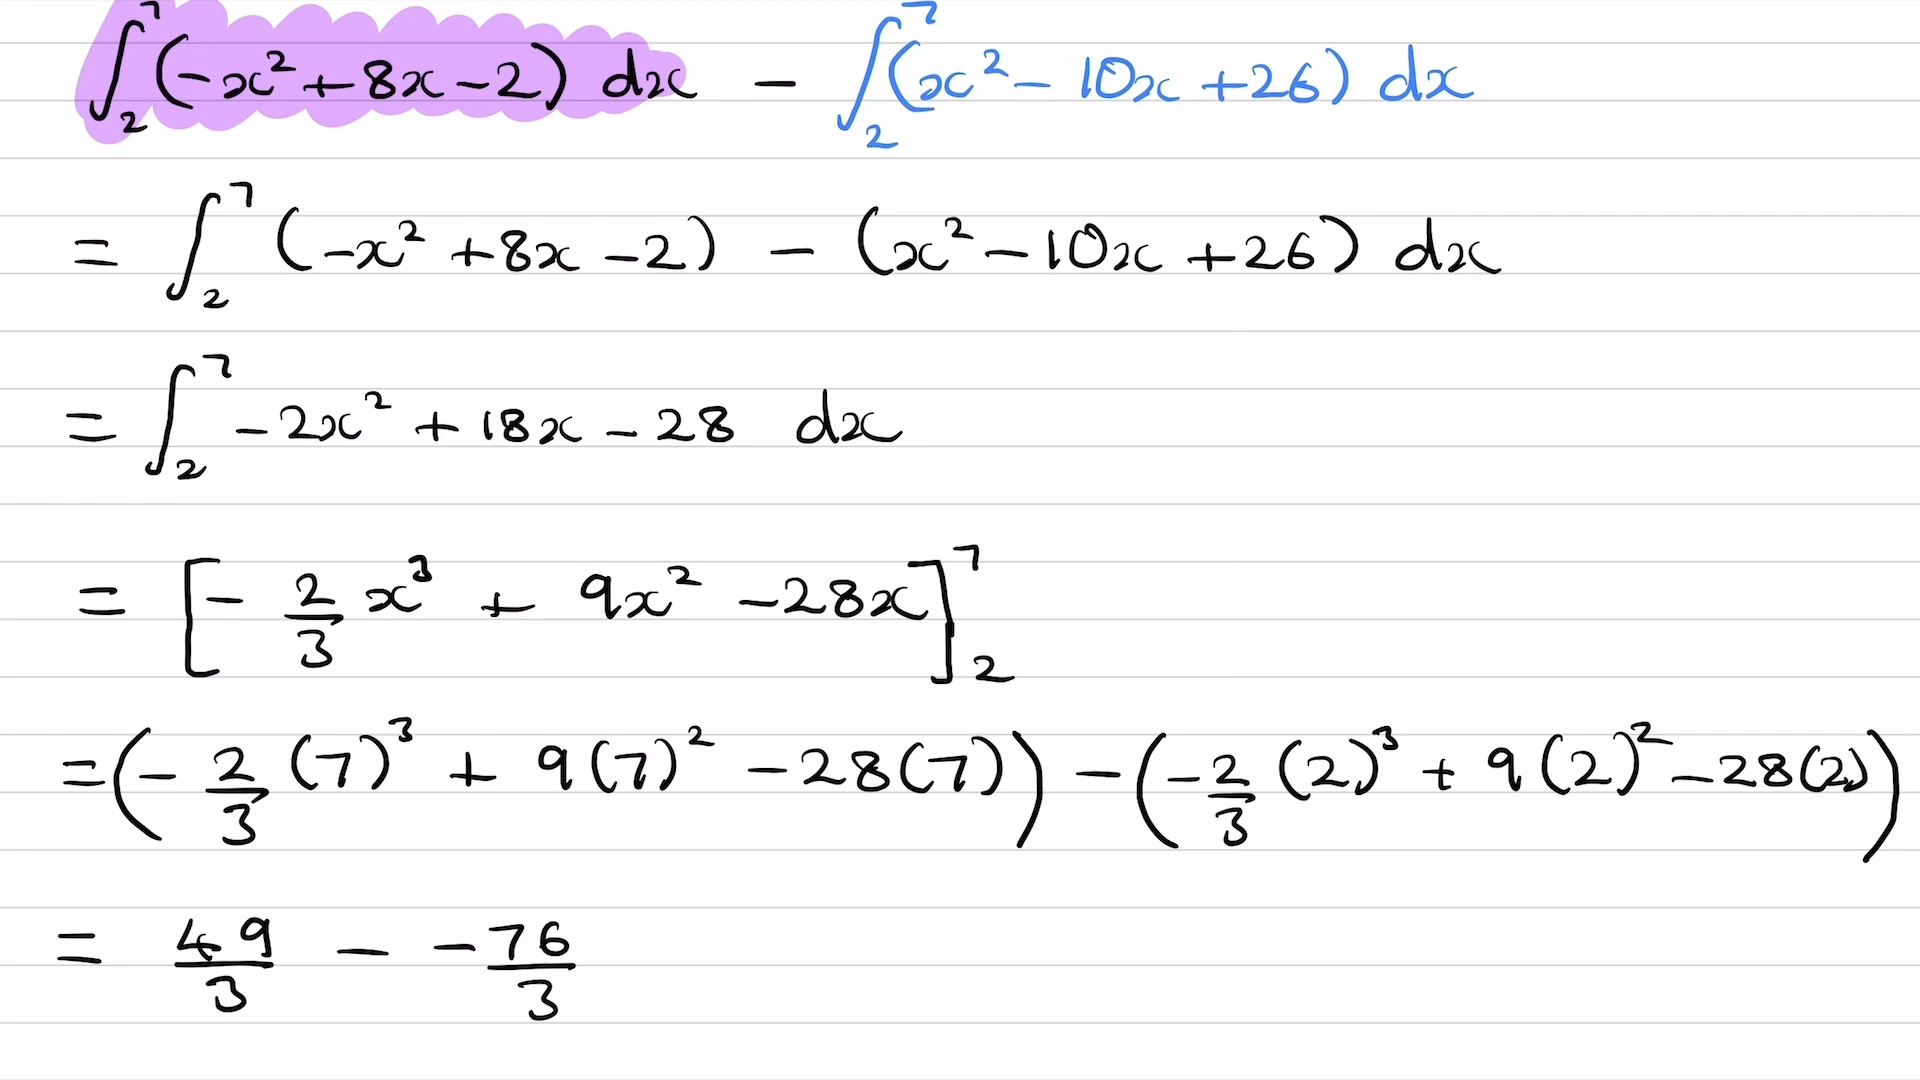 ∫₂⁷ (-x² + 8x - 2) dx - ∫₂⁷ (x² - 10x + 26) dx
= ∫₂⁷ (-x² + 8x - 2) - (x² - 10x + 26) dx
= ∫₂⁷ -2x² + 18x - 28 dx
= [- 2/3 x³ + 9x² - 28x]₂⁷
= (- 2/3 (7)³ + 9(7)² - 28(7)) - (- 2/3 (2)³ + 9(2)² - 28(2))
= 49/3 - -76/3